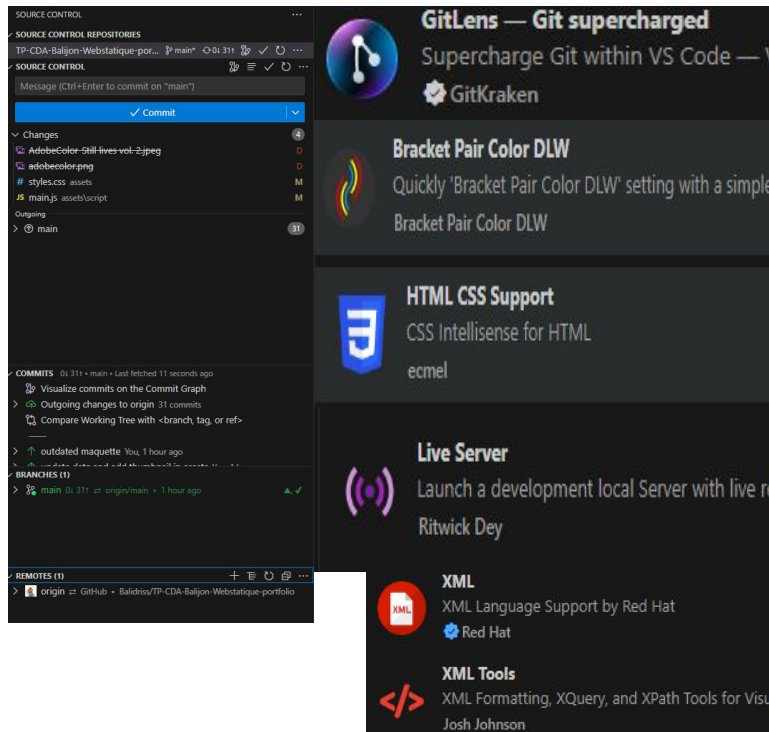 SOURCE CONTROL
SOURCE CONTROL REPOSITORIES
TP-CDA-Balijon-Webstatique-por... main* 0↓ 31↑
SOURCE CONTROL
Message (Ctrl+Enter to commit on "main")
Commit
Changes 4
AdobeColor-Still lives vol. 2.jpeg D
adobecolor.png D
# styles.css assets M
JS main.js assets\script M
Outgoing
main 31
COMMITS 0↓ 31↑ • main • Last fetched 11 seconds ago
Visualize commits on the Commit Graph
Outgoing changes to origin 31 commits
Compare Working Tree with <branch, tag, or ref>
outdated maquette You, 1 hour ago
BRANCHES (1)
main 0↓ 31↑ ⇄ origin/main • 1 hour ago
REMOTES (1)
origin ⇄ GitHub • Balidriss/TP-CDA-Balijon-Webstatique-portfolio
GitLens — Git supercharged
Supercharge Git within VS Code —
GitKraken
Bracket Pair Color DLW
Quickly 'Bracket Pair Color DLW' setting with a simple
Bracket Pair Color DLW
HTML CSS Support
CSS Intellisense for HTML
ecmel
Live Server
Launch a development local Server with live
Ritwick Dey
XML
XML
XML Language Support by Red Hat
Red Hat
XML Tools
XML Formatting, XQuery, and XPath Tools for
Josh Johnson